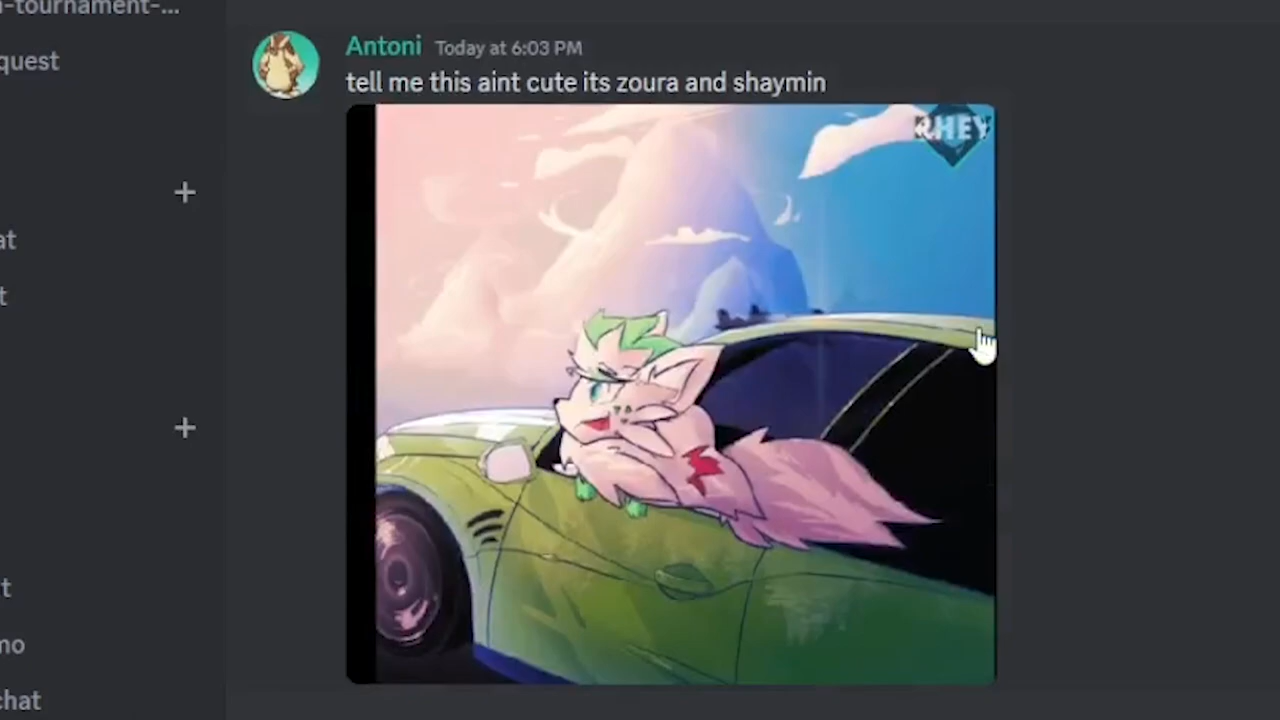 -tournament-...
quest
at
t
t
mo
chat
Antoni Today at 6:03 PM
tell me this aint cute its zoura and shaymin
RHEY